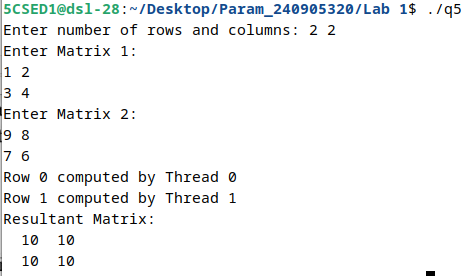 5CSED1@dsl-28:~/Desktop/Param_240905320/Lab 1$ ./q5
Enter number of rows and columns: 2 2
Enter Matrix 1:
1 2
3 4
Enter Matrix 2:
9 8
7 6
Row 0 computed by Thread 0
Row 1 computed by Thread 1
Resultant Matrix:
  10  10
  10  10